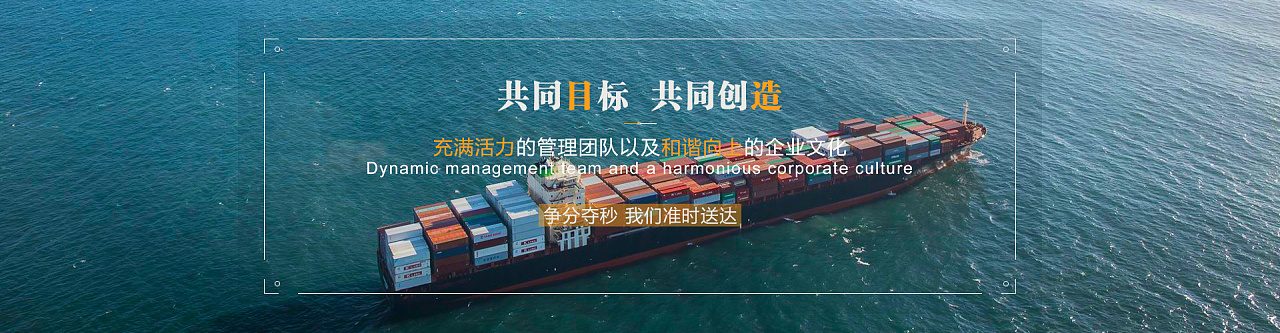 共同目标 共同创造
充满活力的管理团队以及和谐向上的企业文化
Dynamic management team and a harmonious corporate culture
争分夺秒 我们准时送达